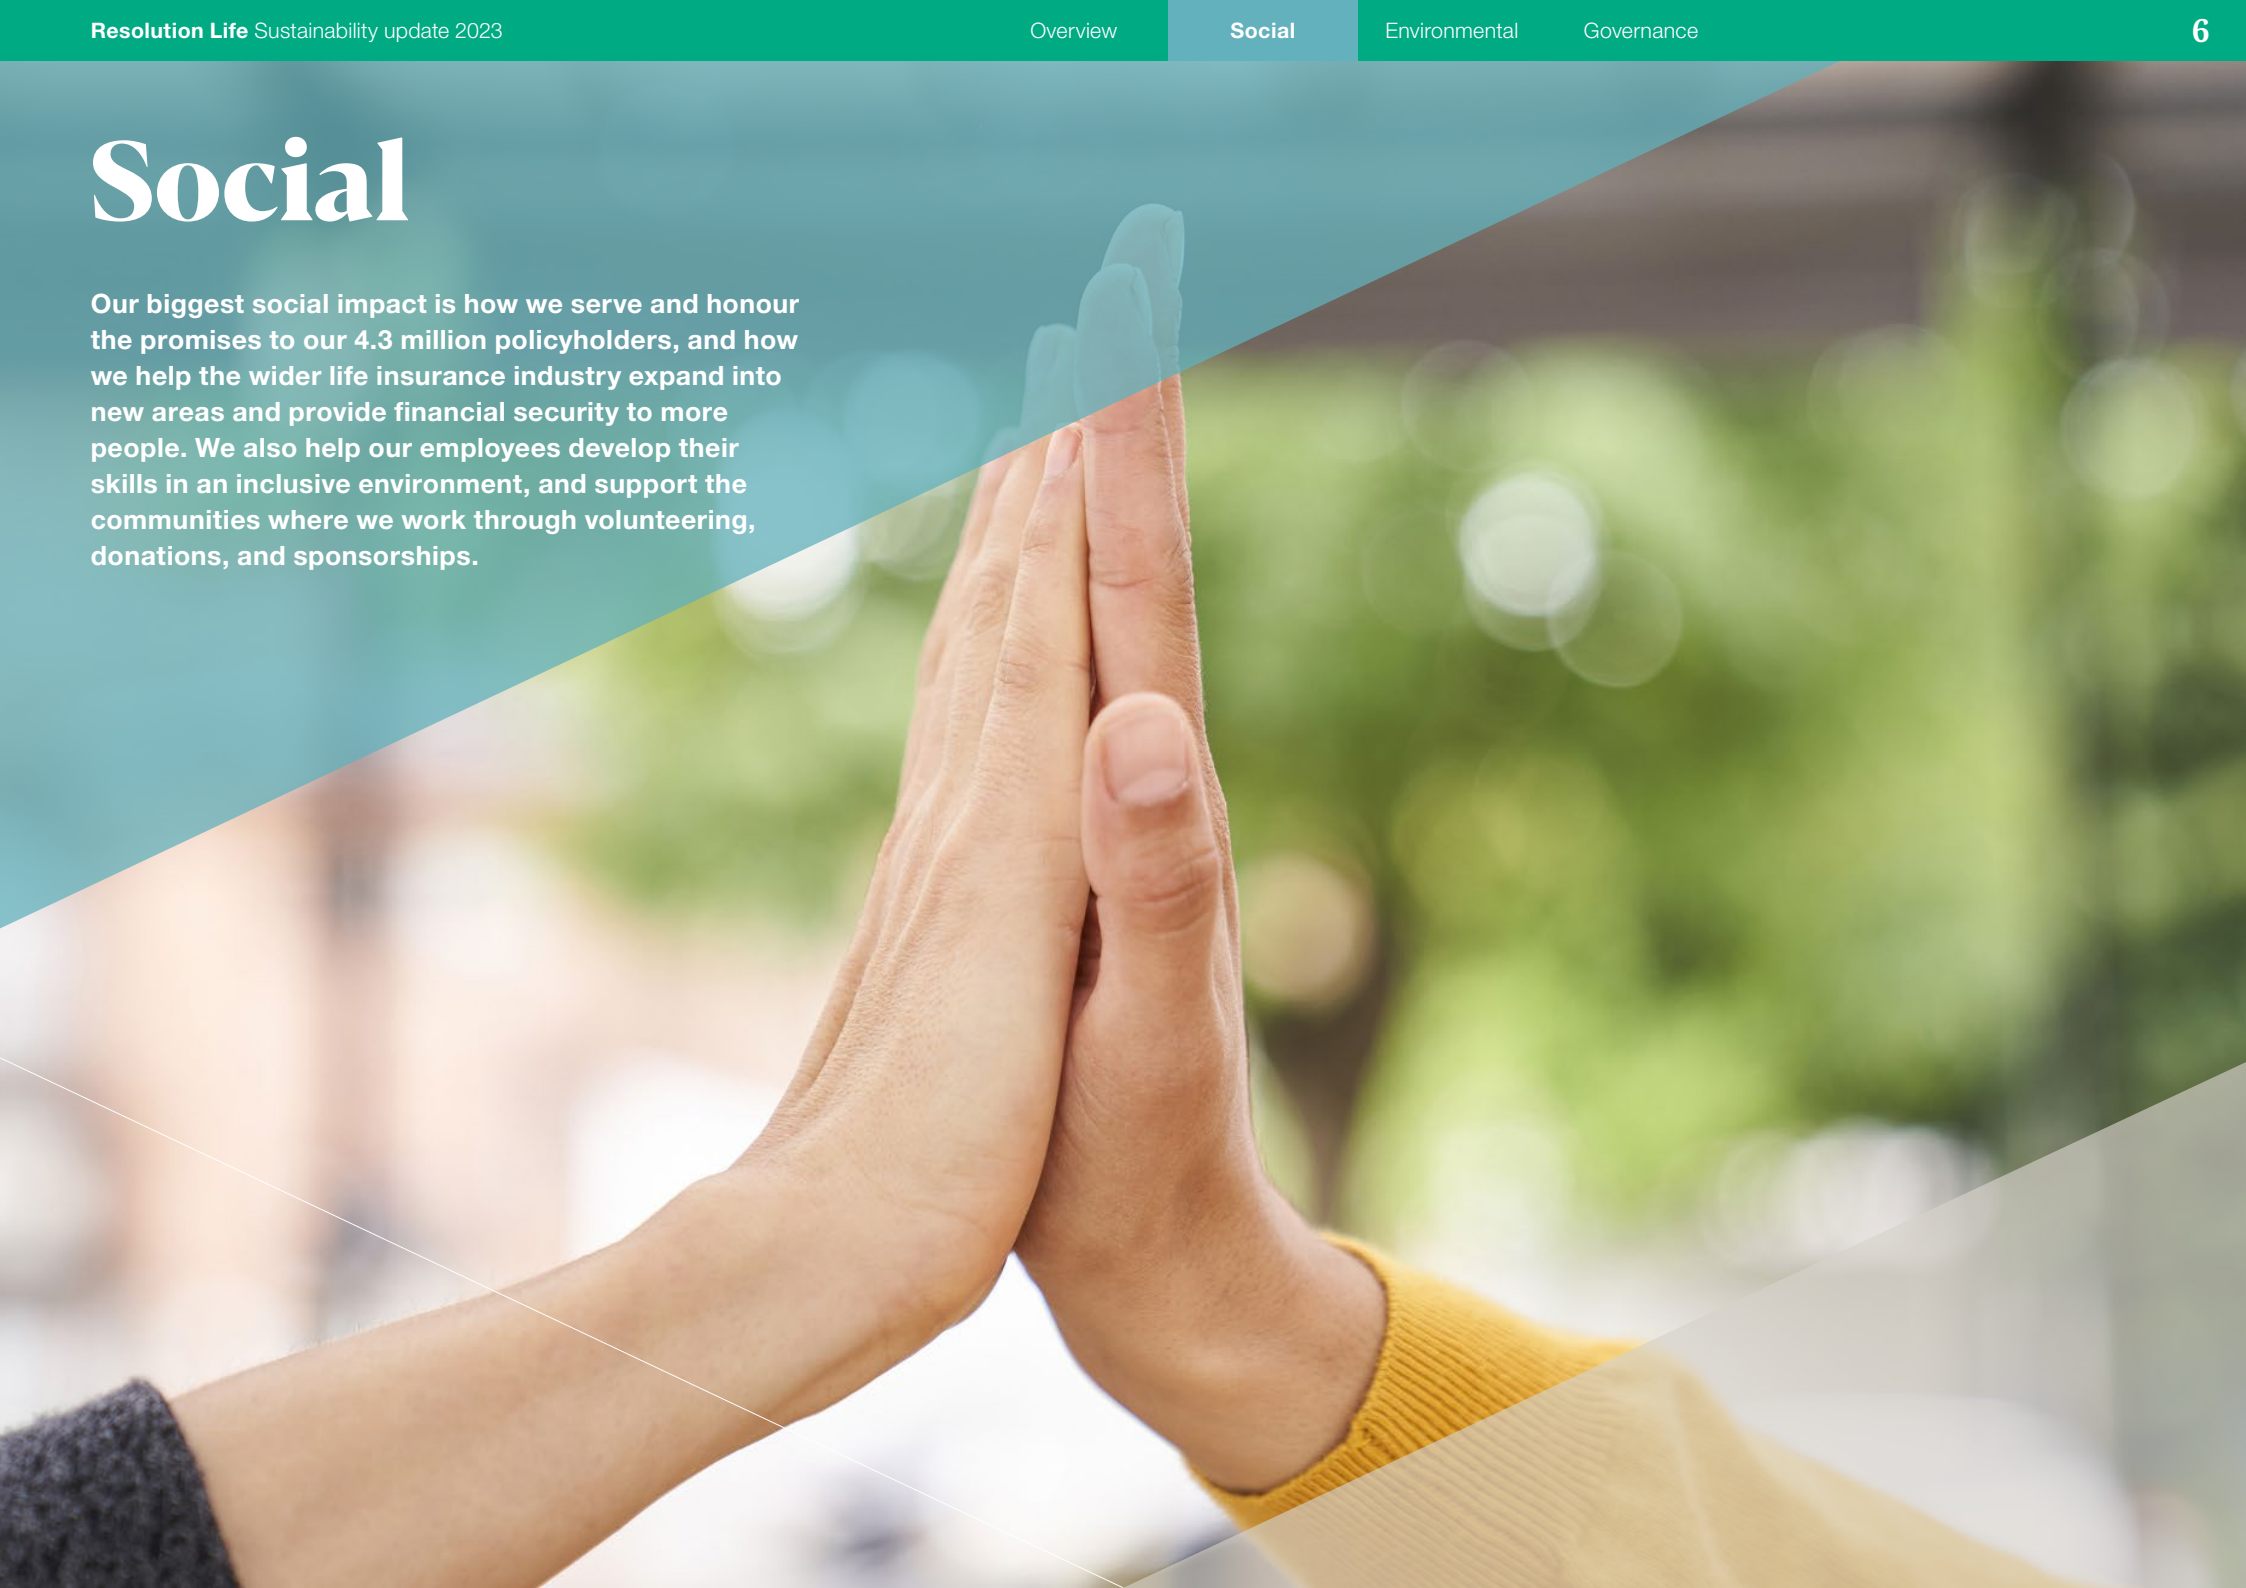 Resolution Life Sustainability update 2023
Overview
Social
Environmental
Governance
6
Social
Our biggest social impact is how we serve and honour
the promises to our 4.3 million policyholders, and how
we help the wider life insurance industry expand into
new areas and provide financial security to more
people. We also help our employees develop their
skills in an inclusive environment, and support the
communities where we work through volunteering,
donations, and sponsorships.